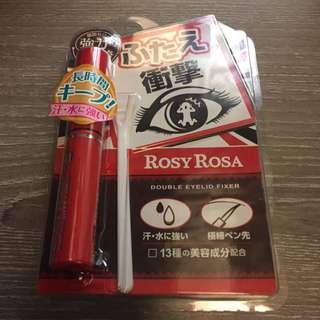 強力
ふたえ
衝撃
長時間
キープ!
汗・水に強い
ROSY ROSA
DOUBLE EYELID FIXER
汗・水に強い
極細ペン先
13種の美容成分配合